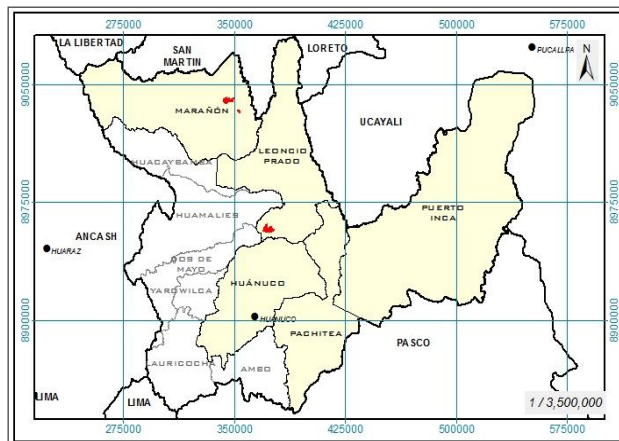 275000 350000 425000 500000 575000
LA LIBERTAD
SAN
MARTIN
LORETO
PUCALLPA
N
9050000
9050000
MARAÑÓN
UCAYALI
LEONCIO
PRADO
HUACAYBAMBA
8975000
8975000
HUAMALIES
PUERTO
INCA
ANCASH
HUARAZ
DOS DE
MAYO
YAROWILCA
HUÁNUCO
8900000
8900000
HUANUCO
PACHITEA
PASCO
LAURICOCHA
AMBO
LIMA
LIMA
1 / 3,500,000
275000 350000 425000 500000 575000